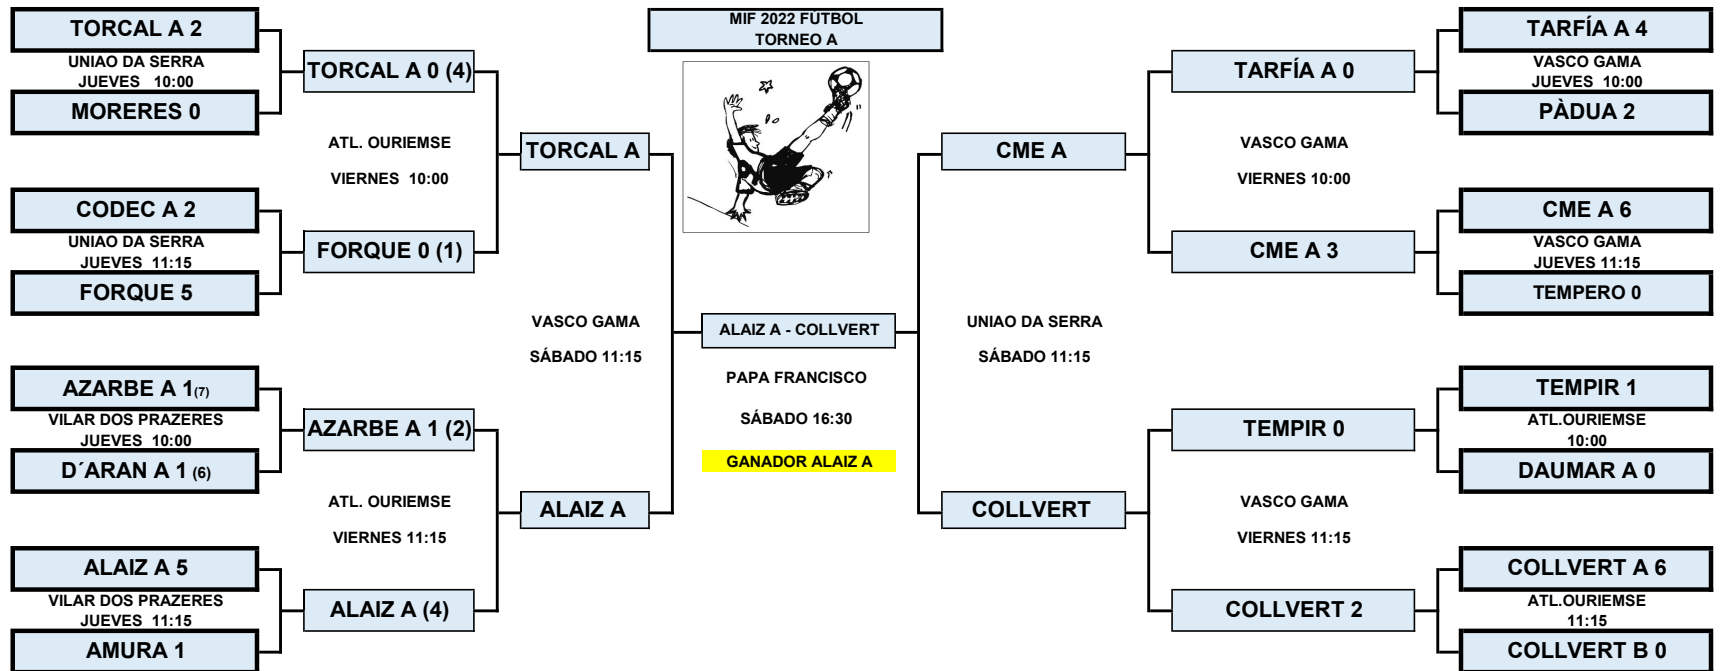 MIF 2022 FÚTBOL
TORNEO A
TORCAL A 2
UNIAO DA SERRA
JUEVES 10:00
MORERES 0
CODEC A 2
UNIAO DA SERRA
JUEVES 11:15
FORQUE 5
AZARBE A 1(7)
VILAR DOS PRAZERES
JUEVES 10:00
D´ARAN A 1 (6)
ALAIZ A 5
VILAR DOS PRAZERES
JUEVES 11:15
AMURA 1
TORCAL A 0 (4)
ATL. OURIEMSE
VIERNES 10:00
FORQUE 0 (1)
AZARBE A 1 (2)
ATL. OURIEMSE
VIERNES 11:15
ALAIZ A (4)
TORCAL A
VASCO GAMA
SÁBADO 11:15
ALAIZ A
ALAIZ A - COLLVERT
PAPA FRANCISCO
SÁBADO 16:30
GANADOR ALAIZ A
CME A
UNIAO DA SERRA
SÁBADO 11:15
COLLVERT
TARFÍA A 0
VASCO GAMA
VIERNES 10:00
CME A 3
TEMPIR 0
VASCO GAMA
VIERNES 11:15
COLLVERT 2
TARFÍA A 4
VASCO GAMA
JUEVES 10:00
PÀDUA 2
CME A 6
VASCO GAMA
JUEVES 11:15
TEMPERO 0
TEMPIR 1
ATL.OURIEMSE
10:00
DAUMAR A 0
COLLVERT A 6
ATL.OURIEMSE
11:15
COLLVERT B 0